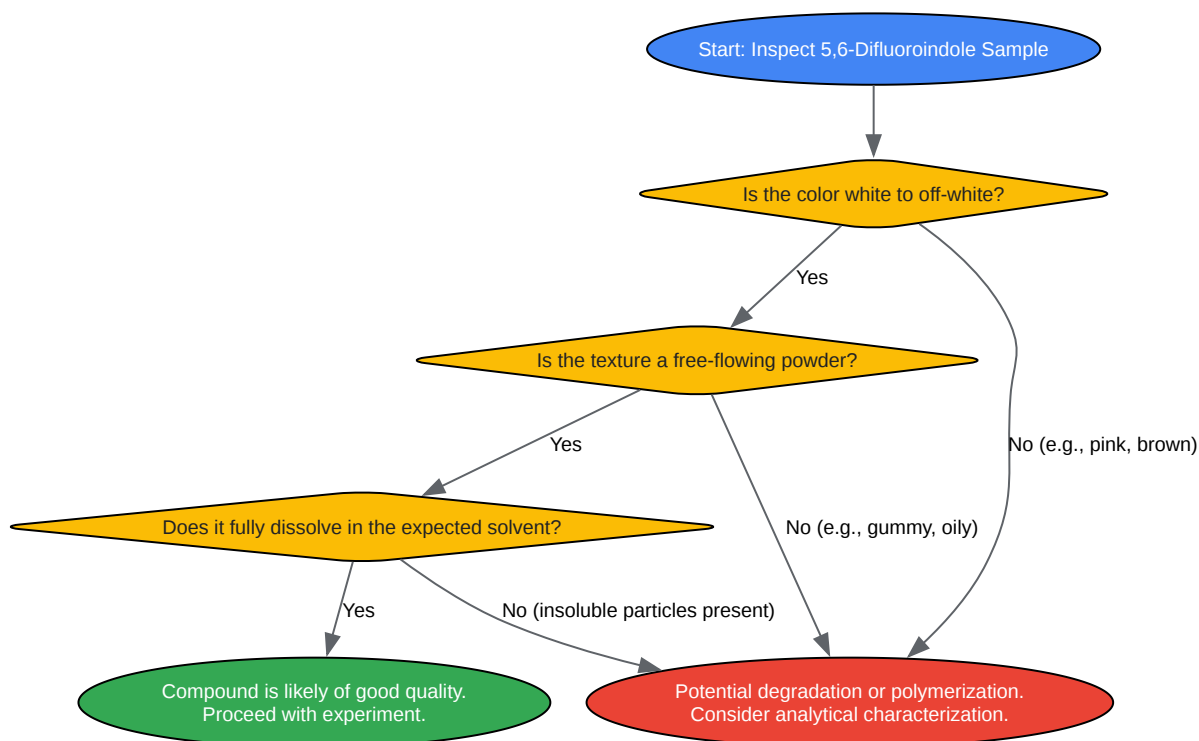 Start: Inspect 5,6-Difluoroindole Sample
Is the color white to off-white?
Yes
Is the texture a free-flowing powder?
Yes
No (e.g., pink, brown)
Does it fully dissolve in the expected solvent?
No (e.g., gummy, oily)
Yes
No (insoluble particles present)
Compound is likely of good quality.
Proceed with experiment.
Potential degradation or polymerization.
Consider analytical characterization.